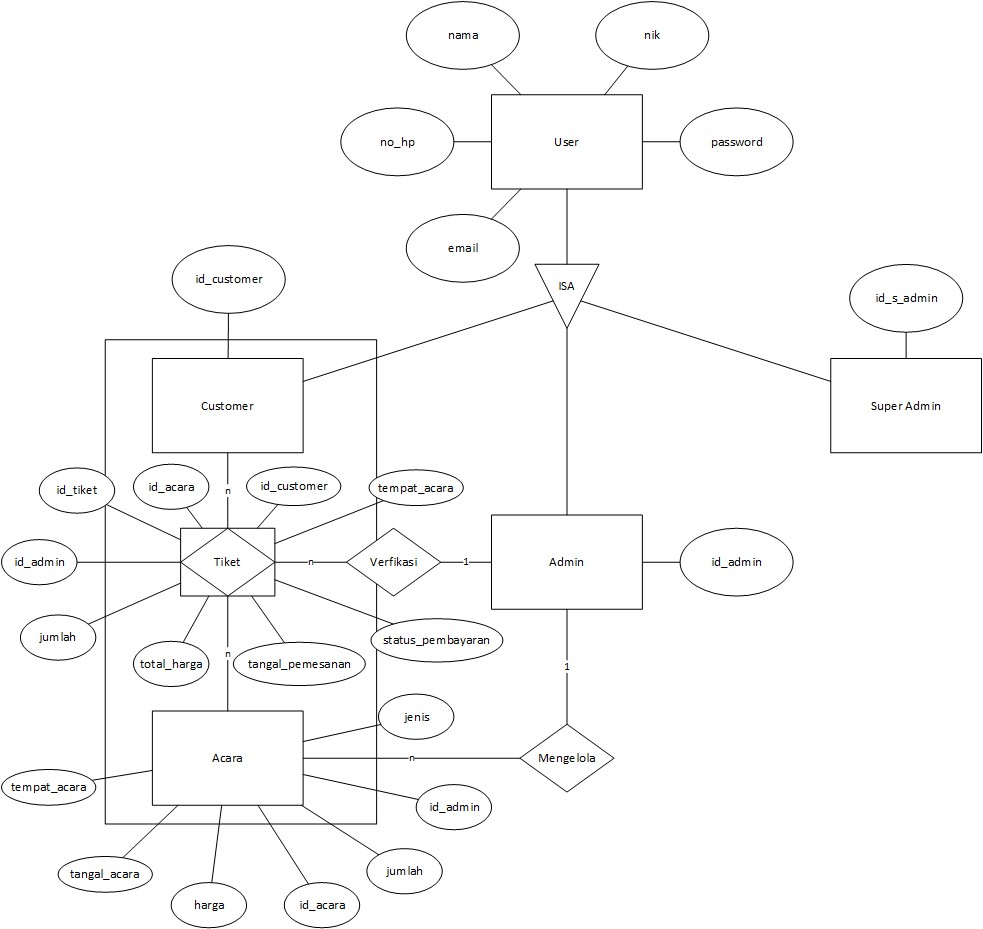 nama
nik
no_hp
User
password
email
id_customer
ISA
id_s_admin
Customer
Super Admin
id_tiket
id_acara
n
id_customer
tempat_acara
id_admin
Tiket
n
Verfikasi
1
Admin
id_admin
jumlah
total_harga
n
tangal_pemesanan
status_pembayaran
1
jenis
Acara
n
Mengelola
tempat_acara
id_admin
tangal_acara
harga
id_acara
jumlah